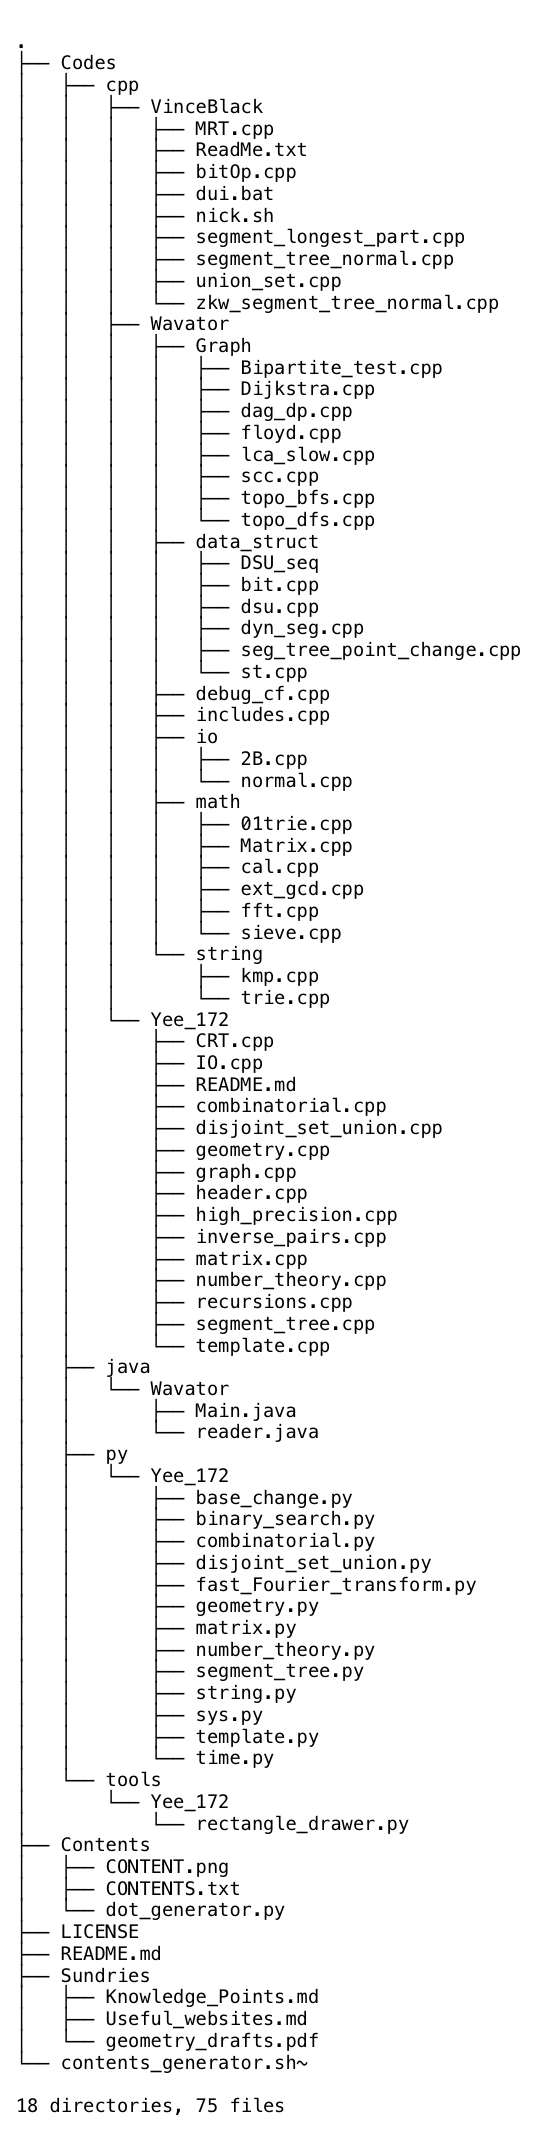 .
├── Codes
│   ├── cpp
│   │   ├── VinceBlack
│   │   │   ├── MRT.cpp
│   │   │   ├── ReadMe.txt
│   │   │   ├── bitOp.cpp
│   │   │   ├── dui.bat
│   │   │   ├── nick.sh
│   │   │   ├── segment_longest_part.cpp
│   │   │   ├── segment_tree_normal.cpp
│   │   │   ├── union_set.cpp
│   │   │   └── zkw_segment_tree_normal.cpp
│   │   ├── Wavator
│   │   │   ├── Graph
│   │   │   │   ├── Bipartite_test.cpp
│   │   │   │   ├── Dijkstra.cpp
│   │   │   │   ├── dag_dp.cpp
│   │   │   │   ├── floyd.cpp
│   │   │   │   ├── lca_slow.cpp
│   │   │   │   ├── scc.cpp
│   │   │   │   ├── topo_bfs.cpp
│   │   │   │   └── topo_dfs.cpp
│   │   │   ├── data_struct
│   │   │   │   ├── DSU_seq
│   │   │   │   ├── bit.cpp
│   │   │   │   ├── dsu.cpp
│   │   │   │   ├── dyn_seg.cpp
│   │   │   │   ├── seg_tree_point_change.cpp
│   │   │   │   └── st.cpp
│   │   │   ├── debug_cf.cpp
│   │   │   ├── includes.cpp
│   │   │   ├── io
│   │   │   │   ├── 2B.cpp
│   │   │   │   └── normal.cpp
│   │   │   ├── math
│   │   │   │   ├── 01trie.cpp
│   │   │   │   ├── Matrix.cpp
│   │   │   │   ├── cal.cpp
│   │   │   │   ├── ext_gcd.cpp
│   │   │   │   ├── fft.cpp
│   │   │   │   └── sieve.cpp
│   │   │   └── string
│   │   │       ├── kmp.cpp
│   │   │       └── trie.cpp
│   │   └── Yee_172
│   │       ├── CRT.cpp
│   │       ├── IO.cpp
│   │       ├── README.md
│   │       ├── combinatorial.cpp
│   │       ├── disjoint_set_union.cpp
│   │       ├── geometry.cpp
│   │       ├── graph.cpp
│   │       ├── header.cpp
│   │       ├── high_precision.cpp
│   │       ├── inverse_pairs.cpp
│   │       ├── matrix.cpp
│   │       ├── number_theory.cpp
│   │       ├── recursions.cpp
│   │       ├── segment_tree.cpp
│   │       └── template.cpp
│   ├── java
│   │   └── Wavator
│   │       ├── Main.java
│   │       └── reader.java
│   ├── py
│   │   └── Yee_172
│   │       ├── base_change.py
│   │       ├── binary_search.py
│   │       ├── combinatorial.py
│   │       ├── disjoint_set_union.py
│   │       ├── fast_Fourier_transform.py
│   │       ├── geometry.py
│   │       ├── matrix.py
│   │       ├── number_theory.py
│   │       ├── segment_tree.py
│   │       ├── string.py
│   │       ├── sys.py
│   │       ├── template.py
│   │       └── time.py
│   └── tools
│       └── Yee_172
│           └── rectangle_drawer.py
├── Contents
│   ├── CONTENT.png
│   ├── CONTENTS.txt
│   └── dot_generator.py
├── LICENSE
├── README.md
├── Sundries
│   ├── Knowledge_Points.md
│   ├── Useful_websites.md
│   └── geometry_drafts.pdf
└── contents_generator.sh~
18 directories, 75 files